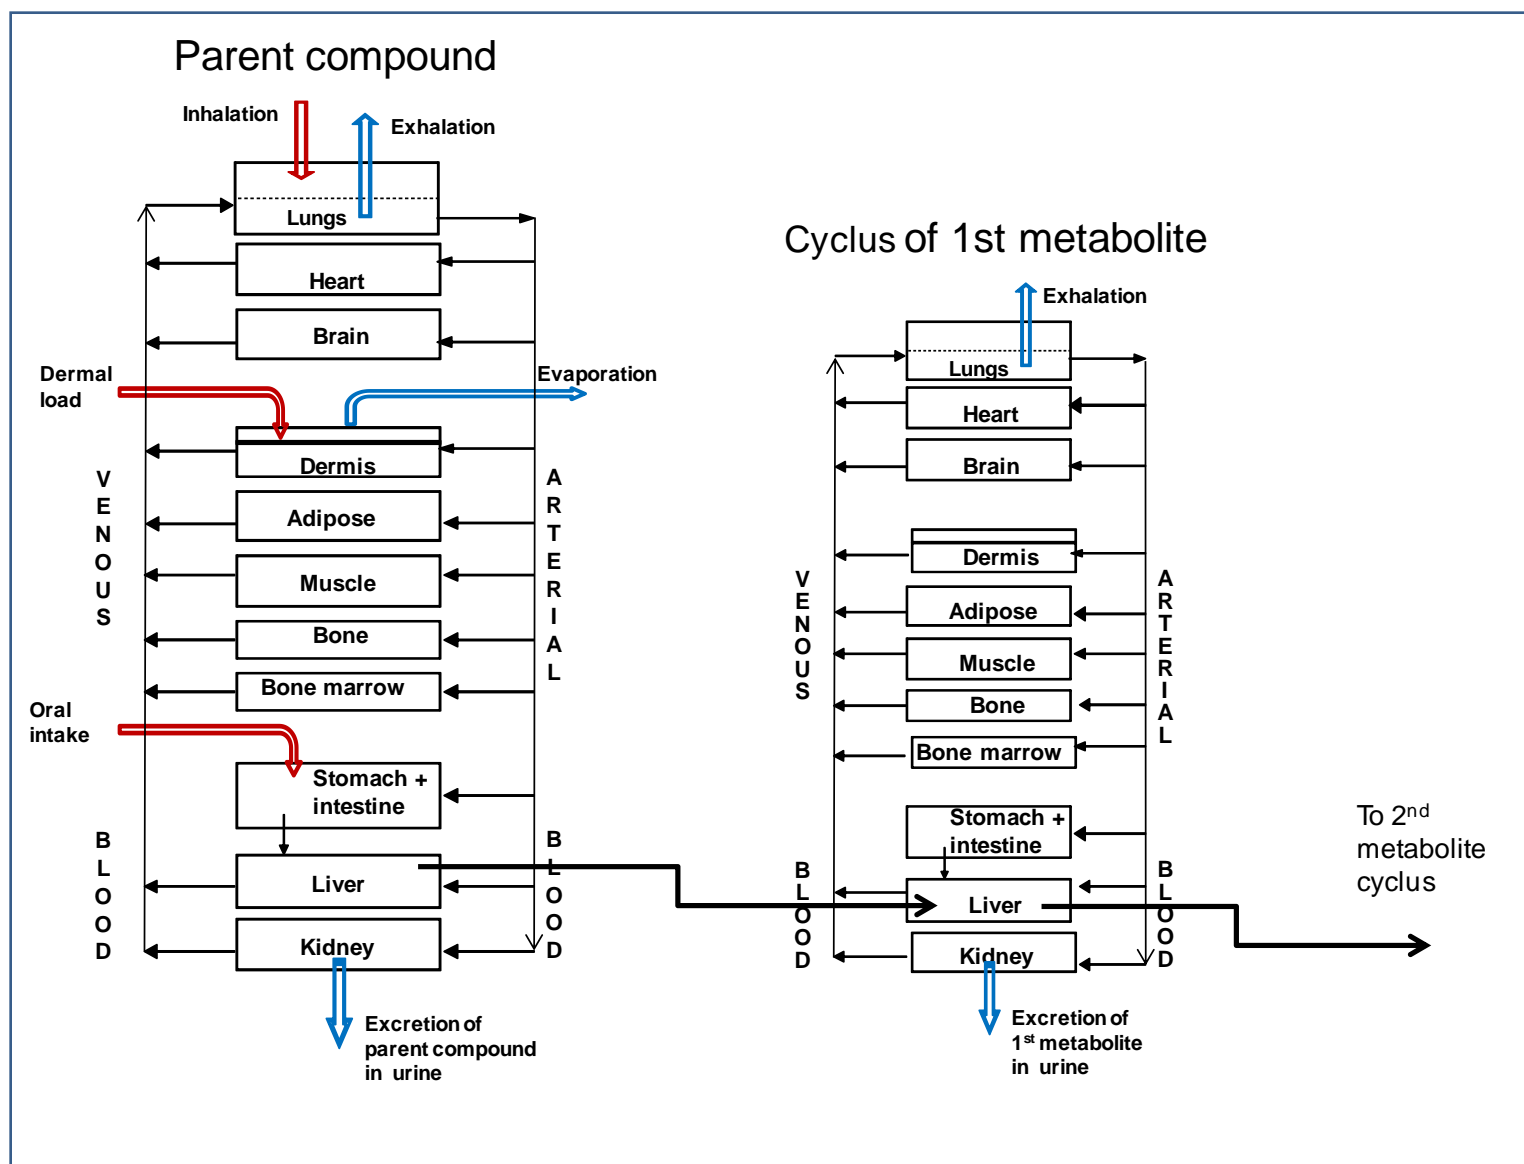 Parent compound
Inhalation
Exhalation
Lungs
Heart
Brain
Dermal
load
Evaporation
Dermis
Adipose
Muscle
Bone
Bone marrow
Oral
intake
Stomach +
intestine
Liver
Kidney
VENOUS
BLOOD
ARTERIAL
BLOOD
Excretion of
parent compound
in urine
Cyclus of 1st metabolite
Exhalation
Lungs
Heart
Brain
Dermis
Adipose
Muscle
Bone
Bone marrow
Stomach +
intestine
Liver
Kidney
VENOUS
BLOOD
ARTERIAL
BLOOD
Excretion of
1st metabolite
in urine
To 2nd
metabolite
cyclus